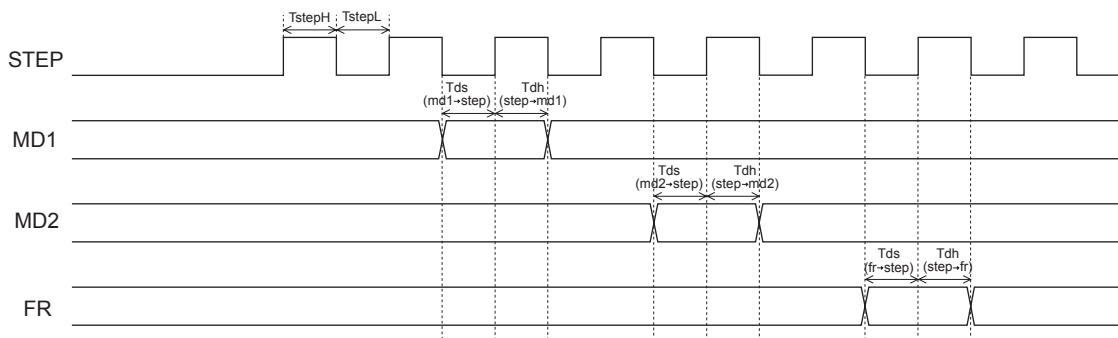 TstepH TstepL
STEP
Tds Tdh
(md1→step) (step→md1)
MD1
Tds Tdh
(md2→step) (step→md2)
MD2
Tds Tdh
(fr→step) (step→fr)
FR